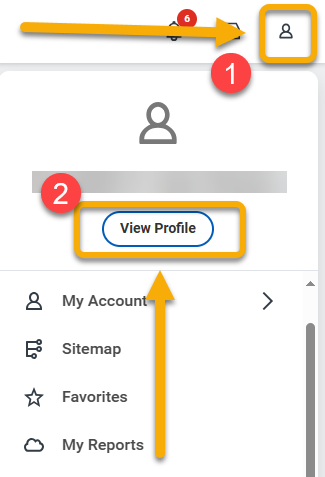 6
1
2
View Profile
My Account
Sitemap
Favorites
My Reports